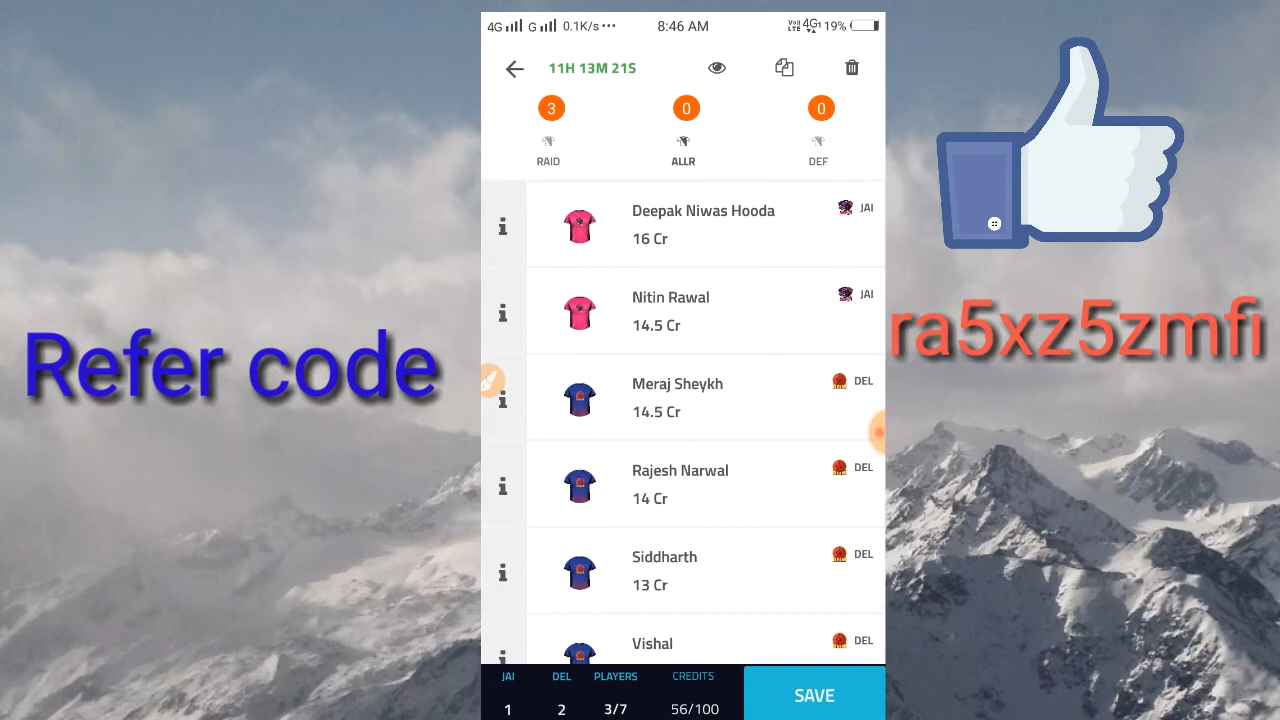 4G G 0.1K/s ... 8:46 AM VoLTE 4G 19%
11H 13M 21S
3 0 0
RAID ALLR DEF
Deepak Niwas Hooda JAI
16 Cr
Nitin Rawal JAI
14.5 Cr
Refer code
ra5xz5zmfi
Meraj Sheykh DEL
14.5 Cr
Rajesh Narwal DEL
14 Cr
Siddharth DEL
13 Cr
Vishal DEL
JAI DEL PLAYERS CREDITS
1 2 3/7 56/100
SAVE